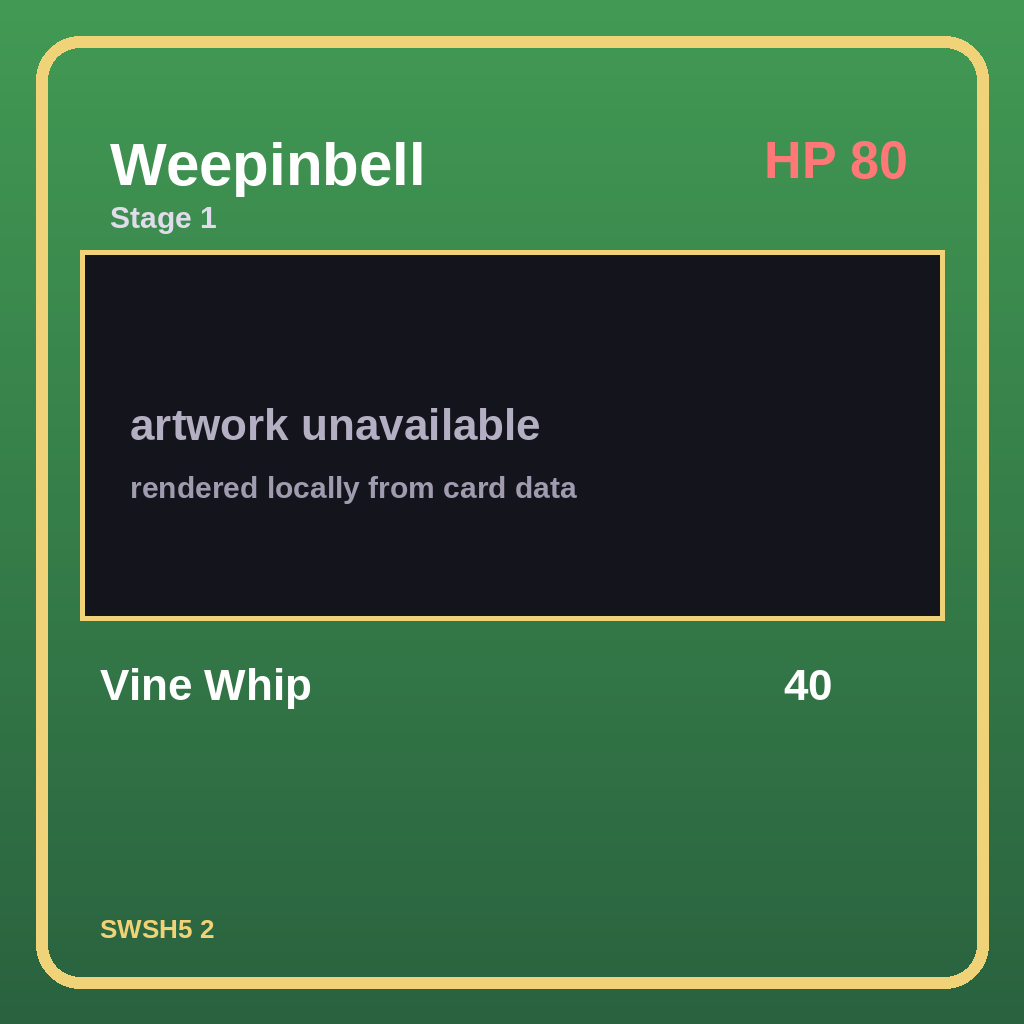 Weepinbell
HP 80
Stage 1
artwork unavailable
rendered locally from card data
Vine Whip
40
SWSH5 2